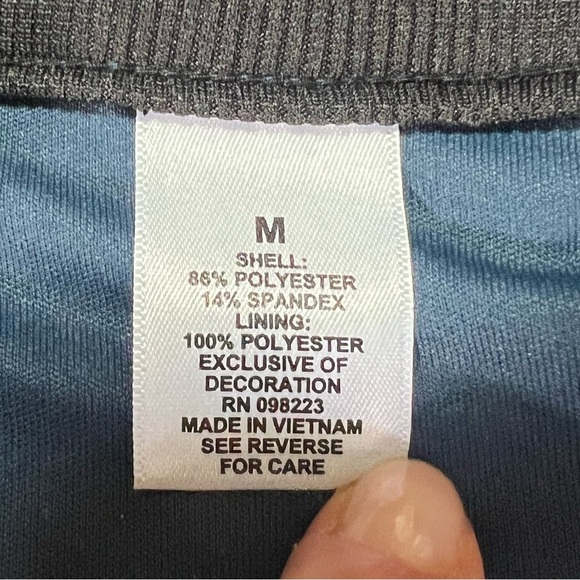 M
SHELL:
86% POLYESTER
14% SPANDEX
LINING:
100% POLYESTER
EXCLUSIVE OF
DECORATION
RN 098223
MADE IN VIETNAM
SEE REVERSE
FOR CARE